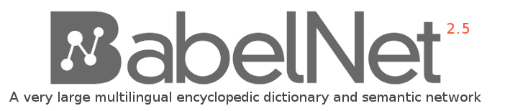 BabelNet 2.5
A very large multilingual encyclopedic dictionary and semantic network